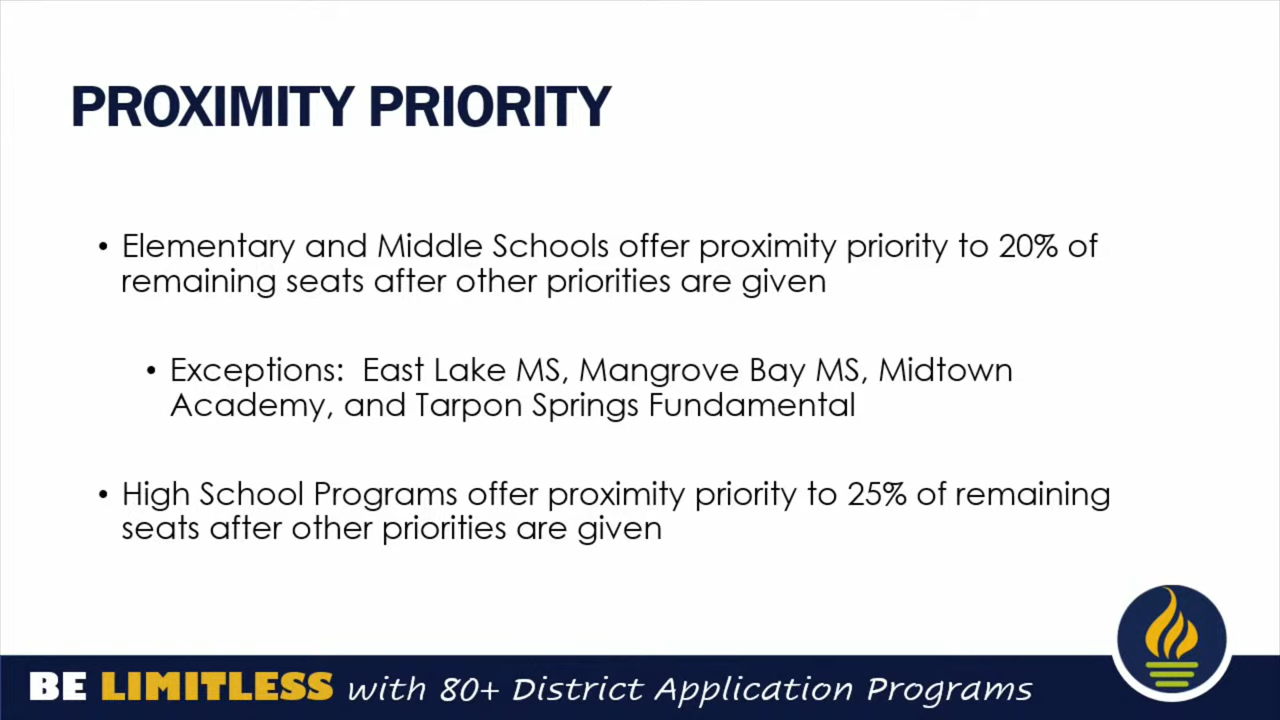 PROXIMITY PRIORITY
• Elementary and Middle Schools offer proximity priority to 20% of
remaining seats after other priorities are given
• Exceptions:  East Lake MS, Mangrove Bay MS, Midtown
Academy, and Tarpon Springs Fundamental
• High School Programs offer proximity priority to 25% of remaining
seats after other priorities are given
BE LIMITLESS with 80+ District Application Programs